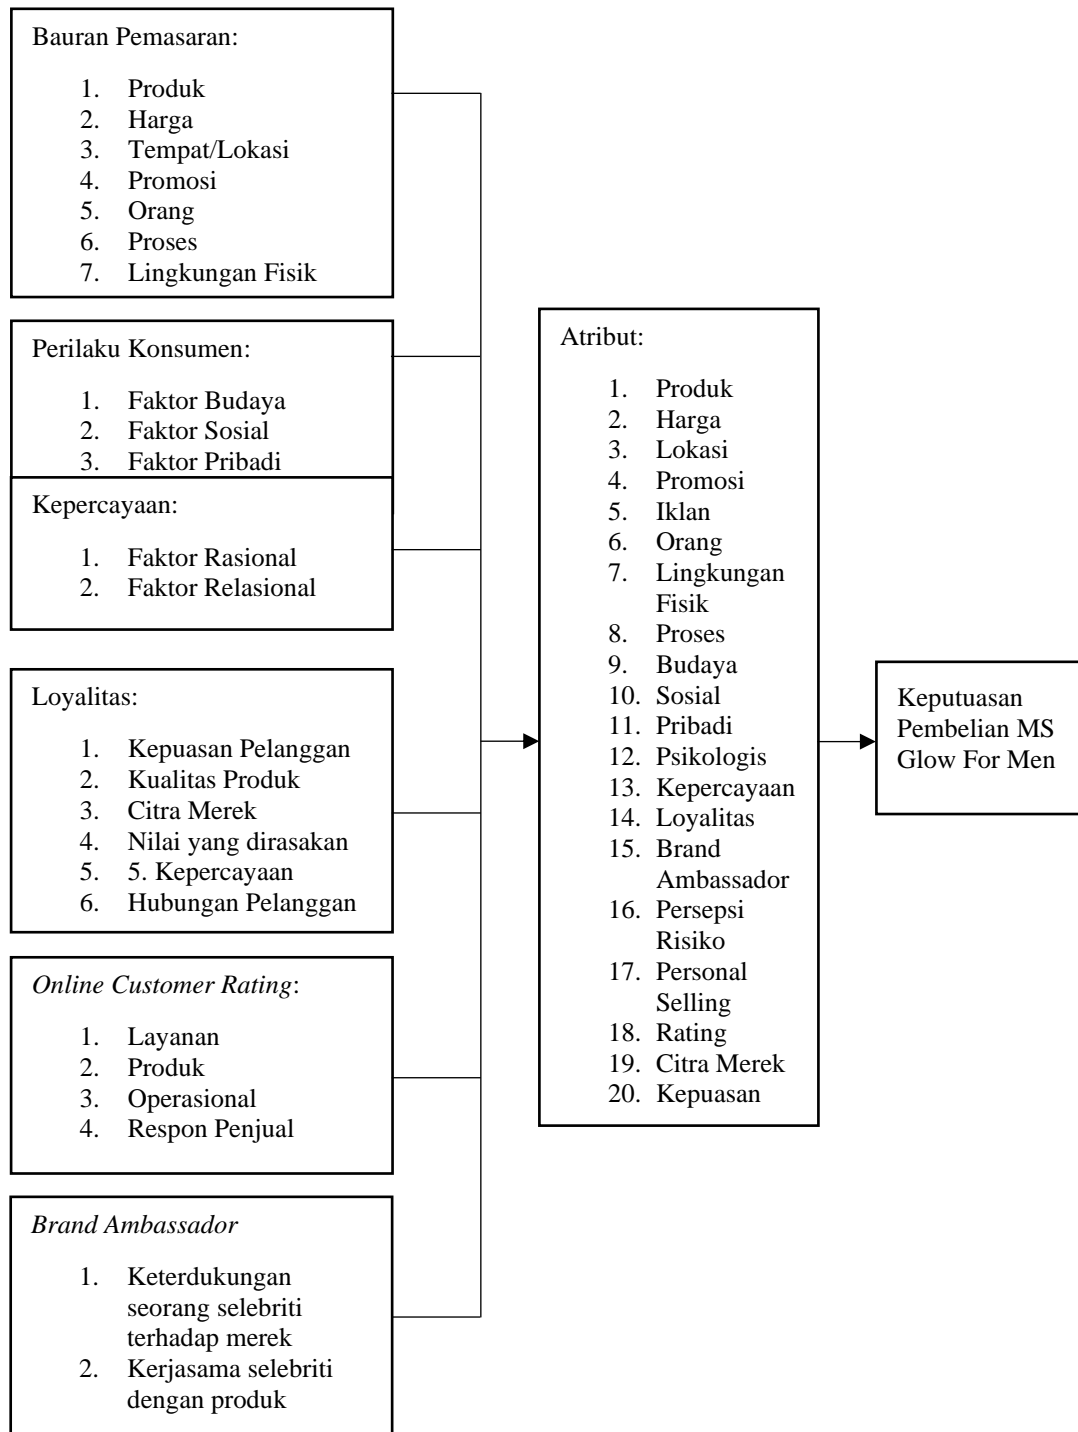 Bauran Pemasaran:
1. Produk
2. Harga
3. Tempat/Lokasi
4. Promosi
5. Orang
6. Proses
7. Lingkungan Fisik
Perilaku Konsumen:
1. Faktor Budaya
2. Faktor Sosial
3. Faktor Pribadi
Kepercayaan:
1. Faktor Rasional
2. Faktor Relasional
Loyalitas:
1. Kepuasan Pelanggan
2. Kualitas Produk
3. Citra Merek
4. Nilai yang dirasakan
5. 5. Kepercayaan
6. Hubungan Pelanggan
Online Customer Rating:
1. Layanan
2. Produk
3. Operasional
4. Respon Penjual
Brand Ambassador
1. Keterdukungan
seorang selebriti
terhadap merek
2. Kerjasama selebriti
dengan produk
Atribut:
1. Produk
2. Harga
3. Lokasi
4. Promosi
5. Iklan
6. Orang
7. Lingkungan
Fisik
8. Proses
9. Budaya
10. Sosial
11. Pribadi
12. Psikologis
13. Kepercayaan
14. Loyalitas
15. Brand
Ambassador
16. Persepsi
Risiko
17. Personal
Selling
18. Rating
19. Citra Merek
20. Kepuasan
Keputuasan
Pembelian MS
Glow For Men